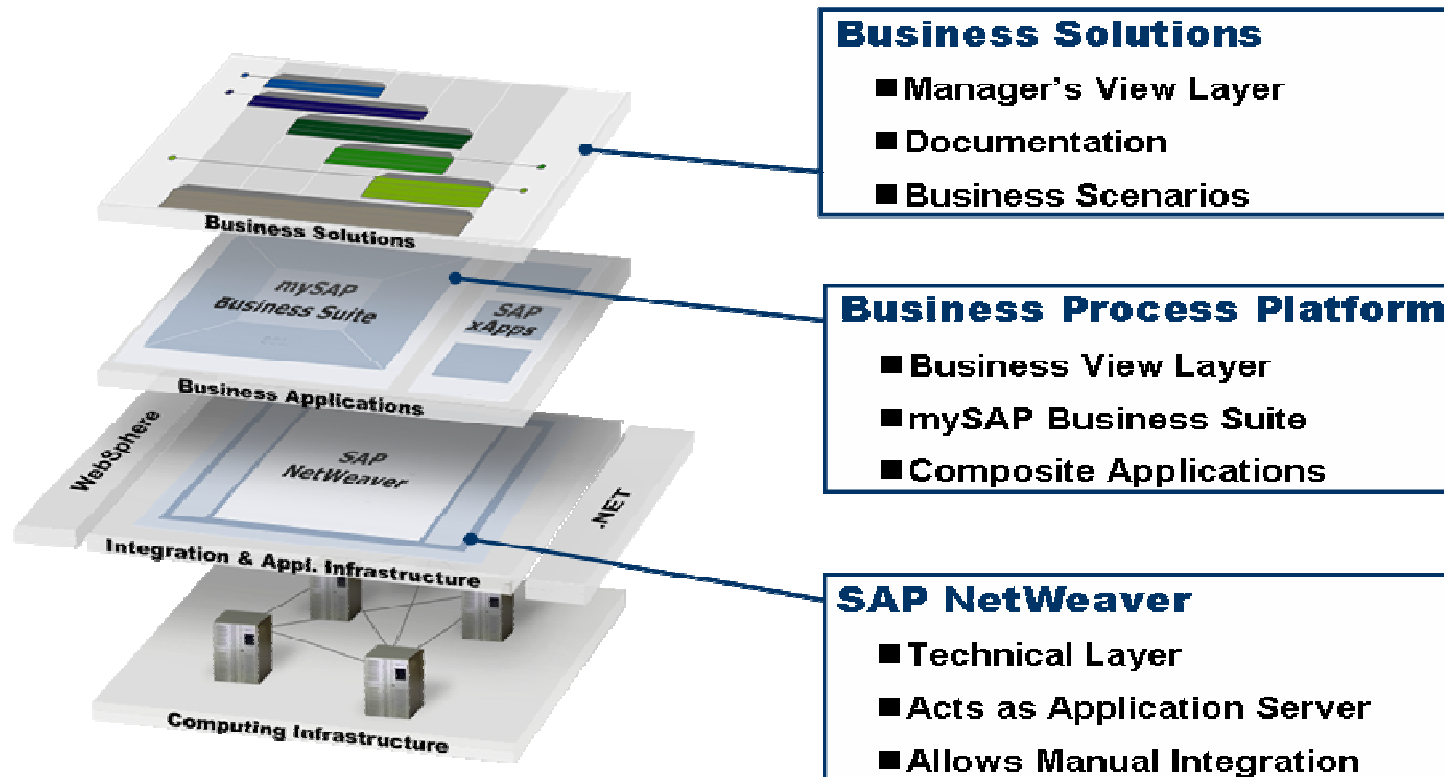 Business Solutions
mySAP
Business Suite
SAP
xApps
Business Applications
WebSphere
SAP
NetWeaver
.NET
Integration & Appl. Infrastructure
Computing Infrastructure
Business Solutions
■ Manager's View Layer
■ Documentation
■ Business Scenarios
Business Process Platform
■ Business View Layer
■ mySAP Business Suite
■ Composite Applications
SAP NetWeaver
■ Technical Layer
■ Acts as Application Server
■ Allows Manual Integration